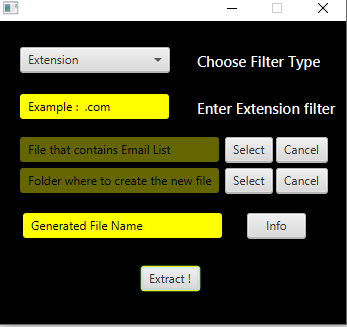 Extension Choose Filter Type
Example : .com Enter Extension filter
File that contains Email List Select Cancel
Folder where to create the new file Select Cancel
Generated File Name Info
Extract !